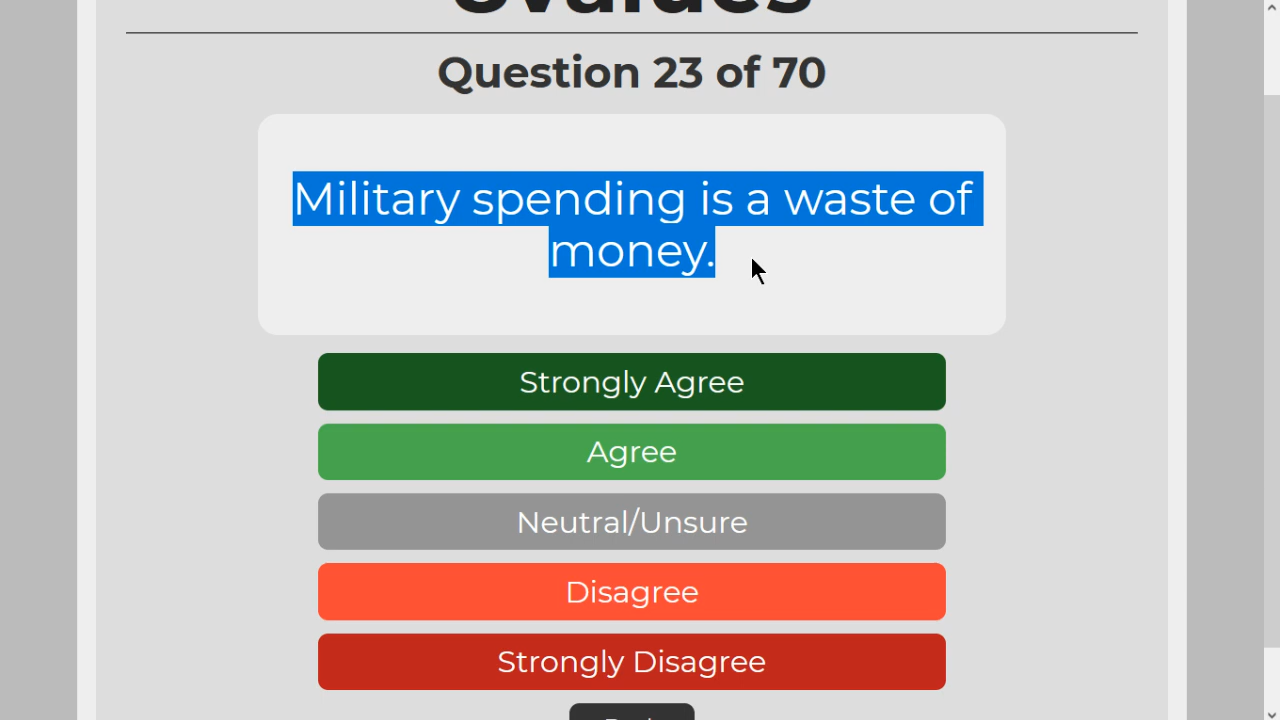 Question 23 of 70
Military spending is a waste of
money.
Strongly Agree
Agree
Neutral/Unsure
Disagree
Strongly Disagree